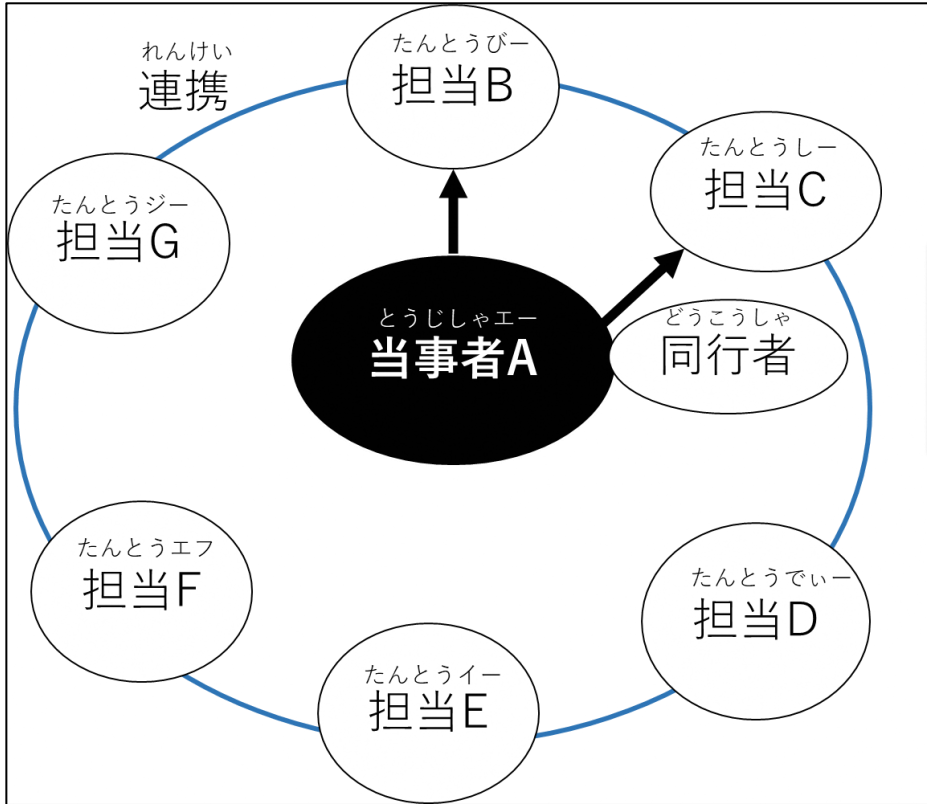 れんけい
連携
たんとうびー
担当B
たんとうしー
担当C
たんとうジー
担当G
とうじしゃエー
当事者A
どうこうしゃ
同行者
たんとうエフ
担当F
たんとうでぃー
担当D
たんとうイー
担当E